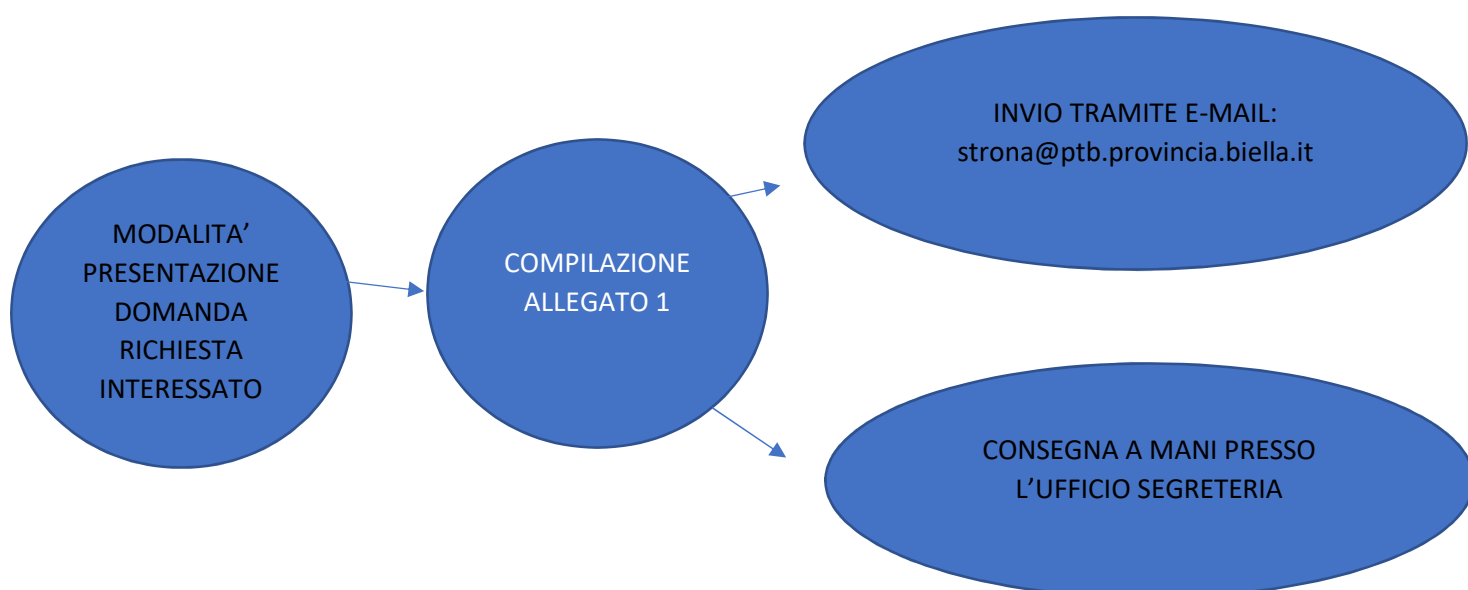 MODALITA’
PRESENTAZIONE
DOMANDA
RICHIESTA
INTERESSATO
COMPILAZIONE
ALLEGATO 1
INVIO TRAMITE E-MAIL:
strona@ptb.provincia.biella.it
CONSEGNA A MANI PRESSO
L’UFFICIO SEGRETERIA